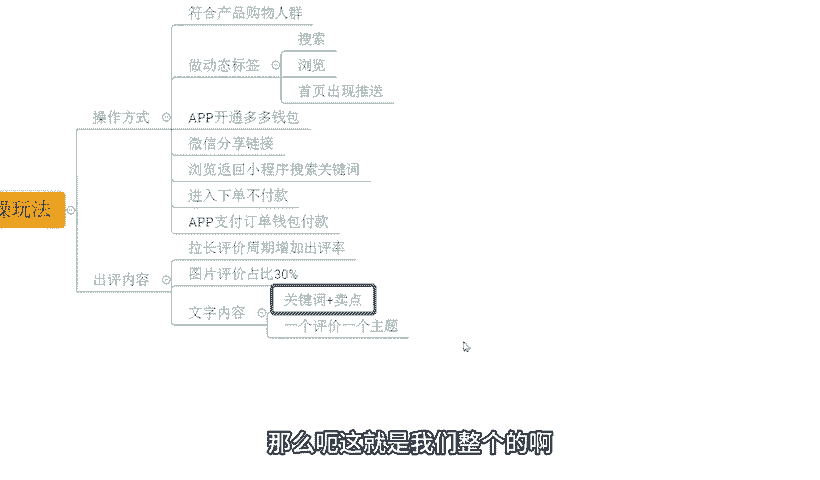 符合产品购物人群
搜索
做动态标签
浏览
首页出现推送
操作方式
APP开通多多钱包
微信分享链接
浏览返回小程序搜索关键词
进入下单不付款
操玩法
APP支付订单钱包付款
拉长评价周期增加出评率
出评内容
图片评价占比30%
关键词+卖点
文字内容
一个评价一个主题
那么呃这就是我们整个的啊